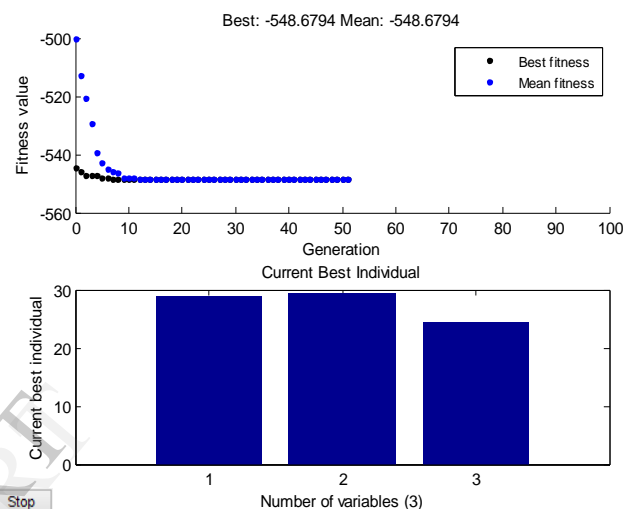 Best: -548.6794 Mean: -548.6794
Fitness value
-500
-520
-540
-560
Best fitness
Mean fitness
0 10 20 30 40 50 60 70 80 90 100
Generation
Current Best Individual
Current best individual
30
20
10
0
1 2 3
Number of variables (3)
Stop